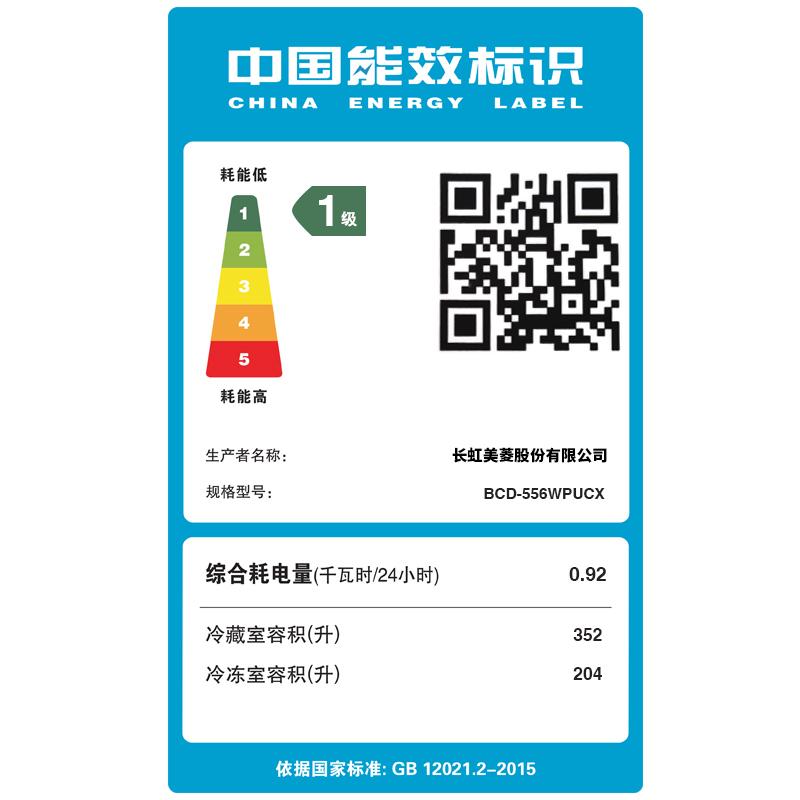 中国能效标识
CHINA ENERGY LABEL
耗能低
1
1级
2
3
4
5
耗能高
生产者名称: 长虹美菱股份有限公司
规格型号: BCD-556WPUCX
综合耗电量(千瓦时/24小时) 0.92
冷藏室容积(升) 352
冷冻室容积(升) 204
依据国家标准: GB 12021.2-2015